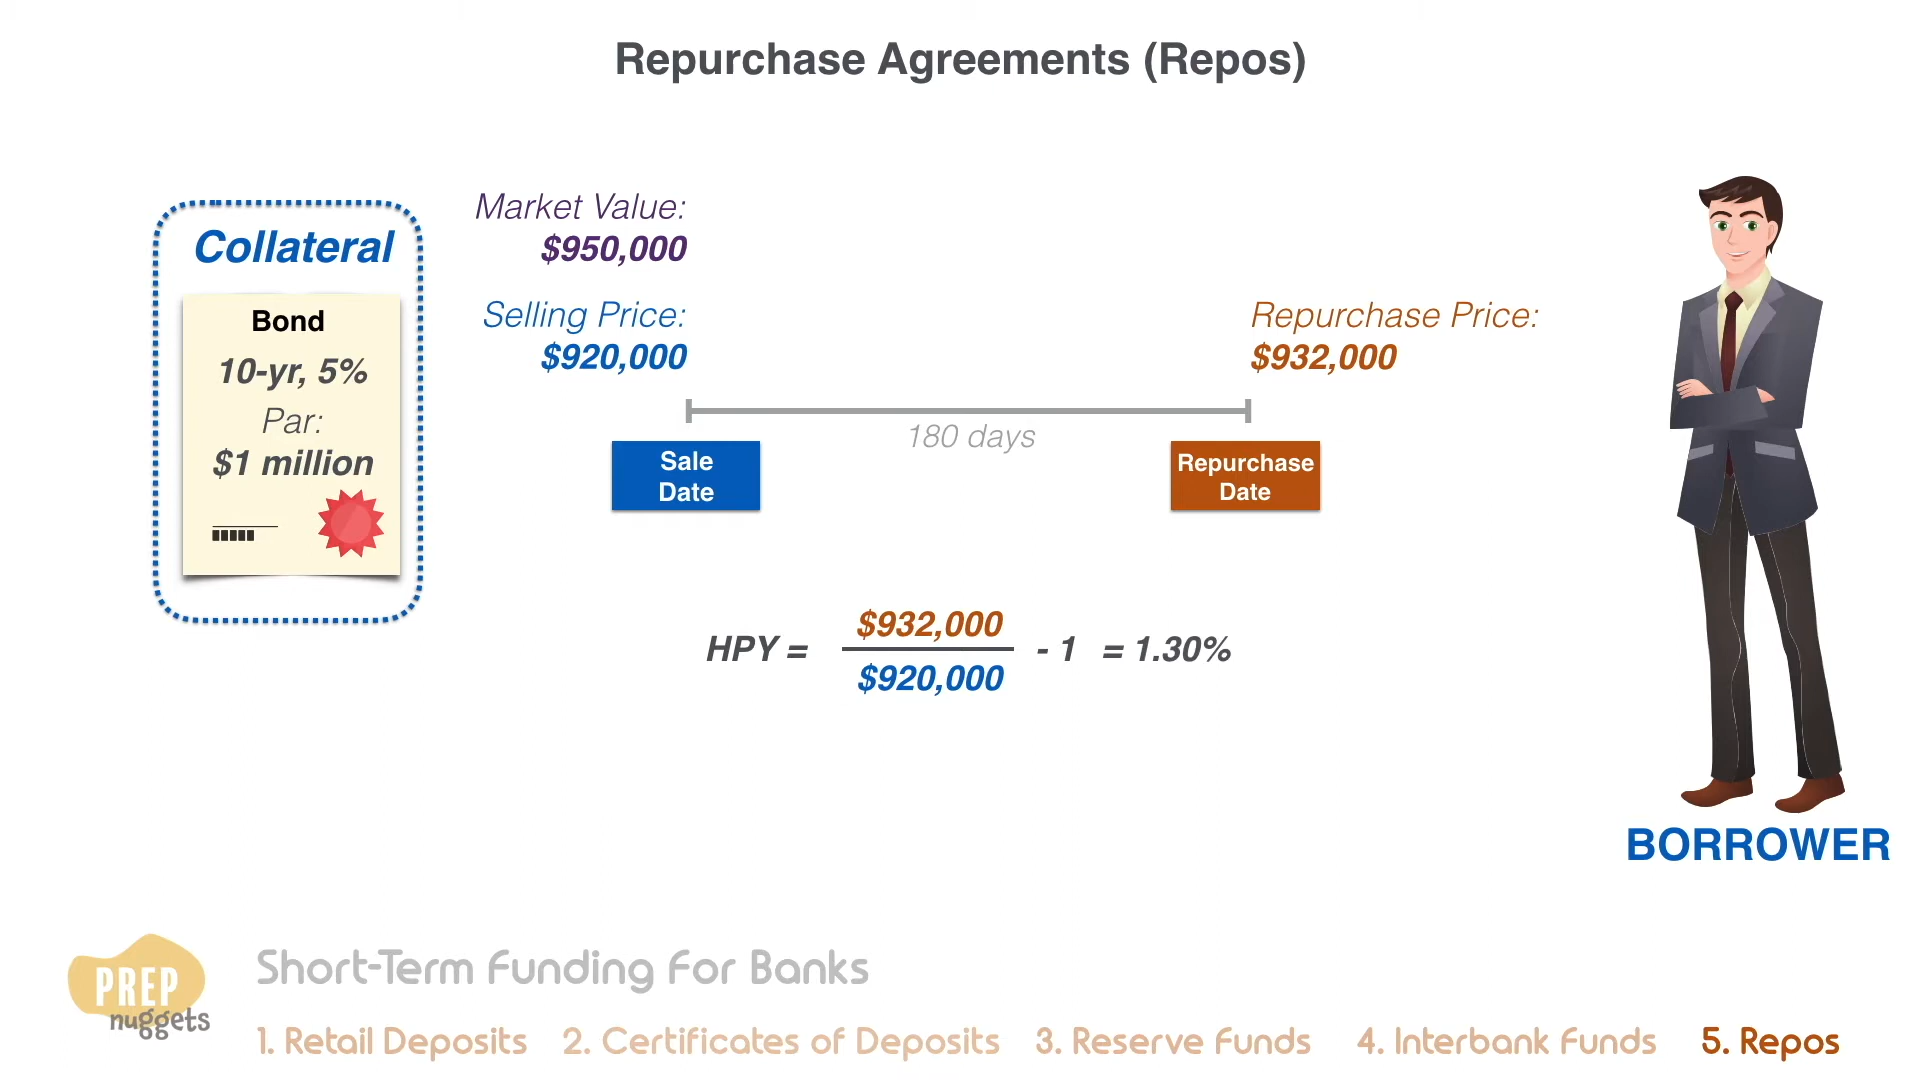 Repurchase Agreements (Repos)
Collateral
Bond
10-yr, 5%
Par:
$1 million
Market Value:
$950,000
Selling Price:
$920,000
Repurchase Price:
$932,000
180 days
Sale
Date
Repurchase
Date
HPY = $932,000 / $920,000 - 1 = 1.30%
BORROWER
PREP
nuggets
Short-Term Funding For Banks
1. Retail Deposits 2. Certificates of Deposits 3. Reserve Funds 4. Interbank Funds 5. Repos